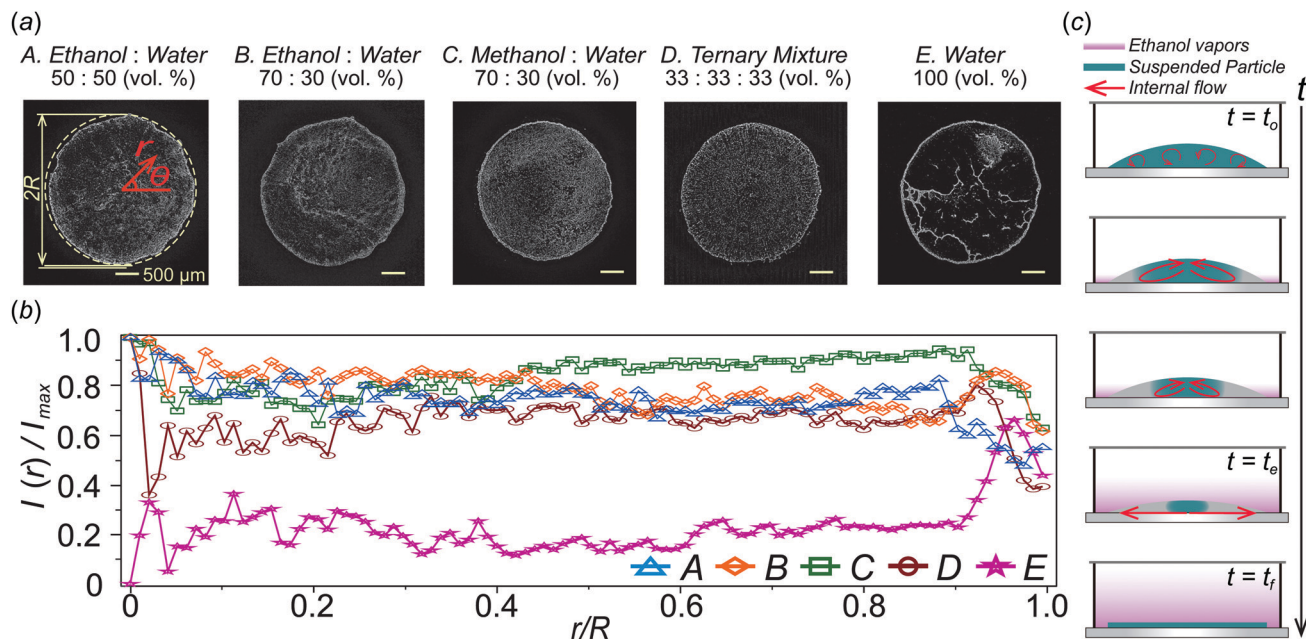 (a)
A. Ethanol : Water
50 : 50 (vol. %)
B. Ethanol : Water
70 : 30 (vol. %)
C. Methanol : Water
70 : 30 (vol. %)
D. Ternary Mixture
33 : 33 : 33 (vol. %)
E. Water
100 (vol. %)
2R
r
Θ
500 µm
(b)
I (r) / I max
1.0
0.8
0.6
0.4
0.2
0
0
0.2
0.4
0.6
0.8
1.0
r/R
A
B
C
D
E
(c)
Ethanol vapors
Suspended Particle
Internal flow
t
t = to
t = te
t = tf